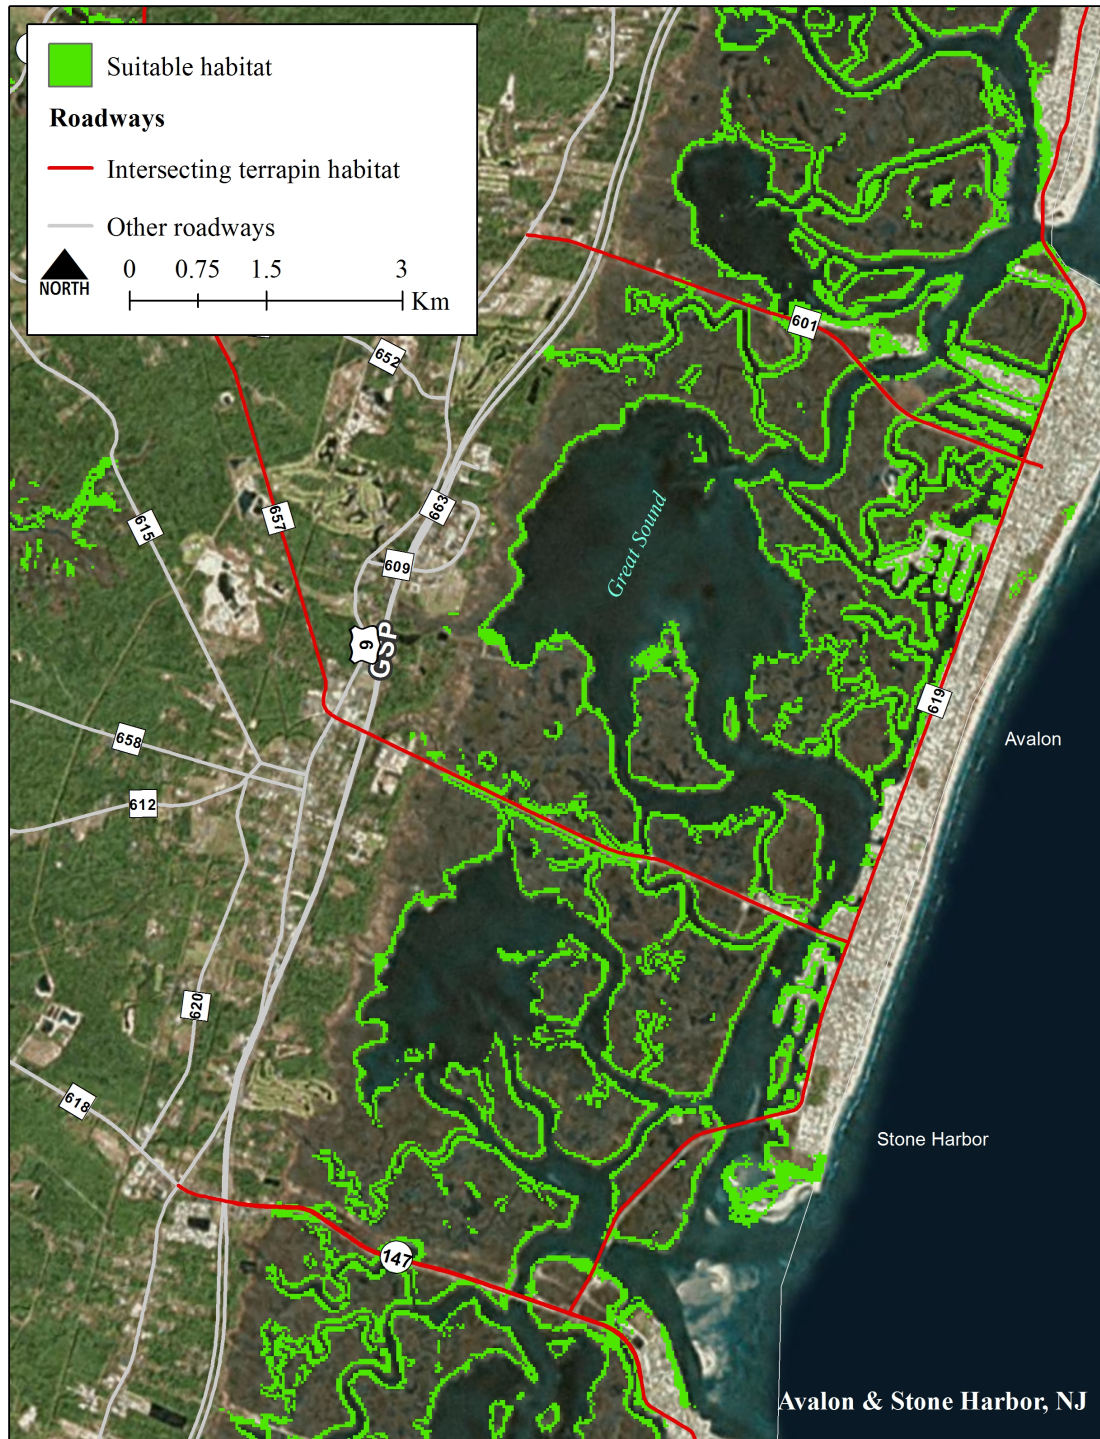 Suitable habitat
Roadways
Intersecting terrapin habitat
Other roadways
NORTH
0 0.75 1.5 3
Km
601
652
663
657
615
609
Great Sound
9
GSP
619
658
Avalon
612
620
618
Stone Harbor
147
Avalon & Stone Harbor, NJ